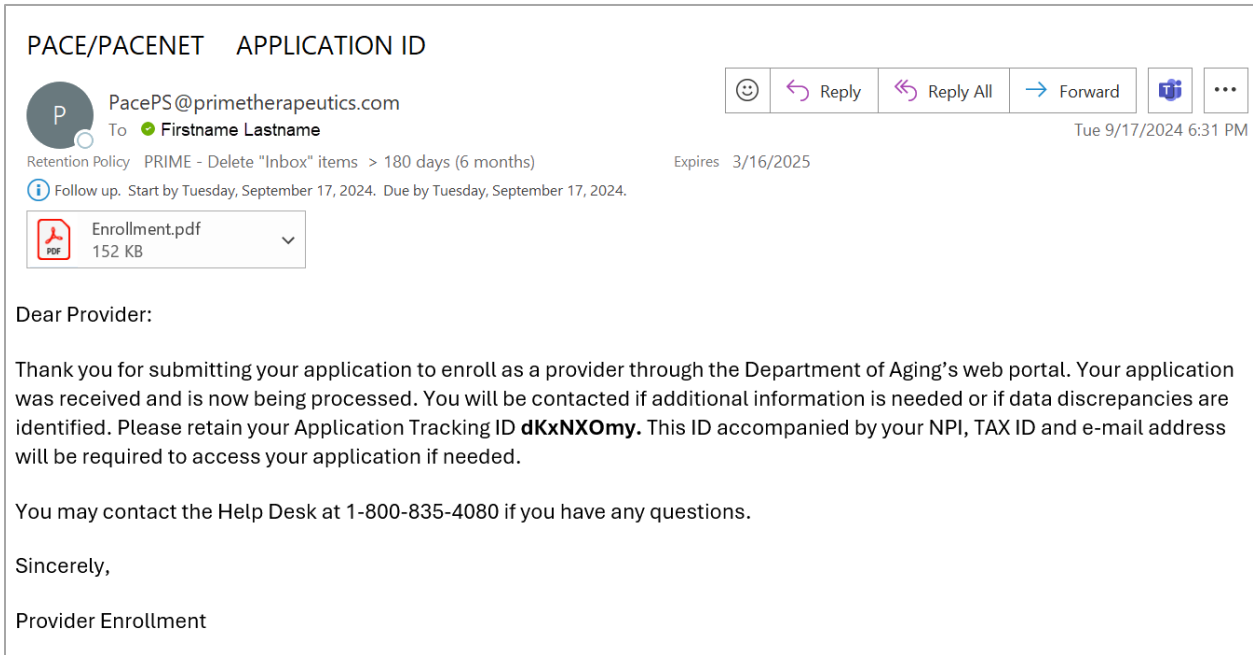 PACE/PACENET APPLICATION ID
P
PacePS@primetherapeutics.com
To Firstname Lastname
Reply
Reply All
Forward
Tue 9/17/2024 6:31 PM
Retention Policy PRIME - Delete "Inbox" items > 180 days (6 months)
Expires 3/16/2025
Follow up. Start by Tuesday, September 17, 2024. Due by Tuesday, September 17, 2024.
PDF
Enrollment.pdf
152 KB
Dear Provider:
Thank you for submitting your application to enroll as a provider through the Department of Aging’s web portal. Your application
was received and is now being processed. You will be contacted if additional information is needed or if data discrepancies are
identified. Please retain your Application Tracking ID dKxNXOmy. This ID accompanied by your NPI, TAX ID and e-mail address
will be required to access your application if needed.
You may contact the Help Desk at 1-800-835-4080 if you have any questions.
Sincerely,
Provider Enrollment